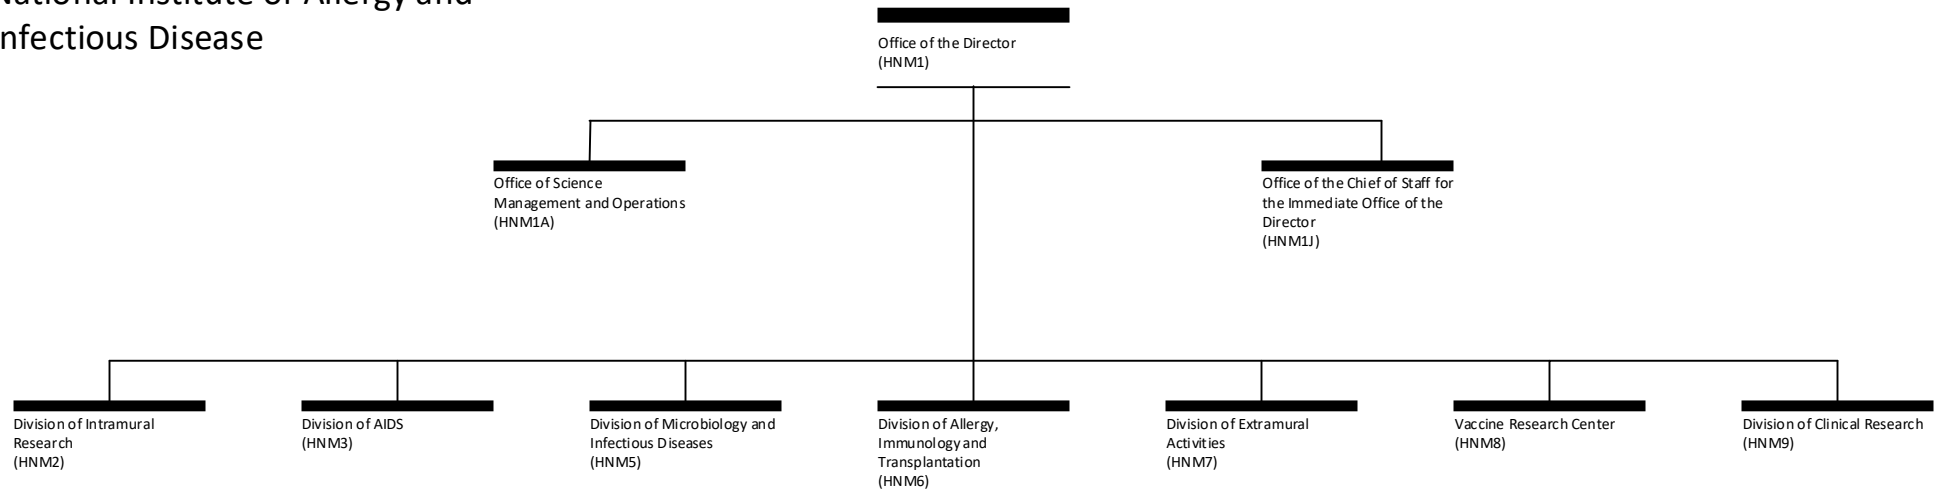 National Institute of Allergy and
Infectious Disease
Office of the Director
(HNM1)
Office of Science
Management and Operations
(HNM1A)
Office of the Chief of Staff for
the Immediate Office of the
Director
(HNM1J)
Division of Intramural
Research
(HNM2)
Division of AIDS
(HNM3)
Division of Microbiology and
Infectious Diseases
(HNM5)
Division of Allergy,
Immunology and
Transplantation
(HNM6)
Division of Extramural
Activities
(HNM7)
Vaccine Research Center
(HNM8)
Division of Clinical Research
(HNM9)